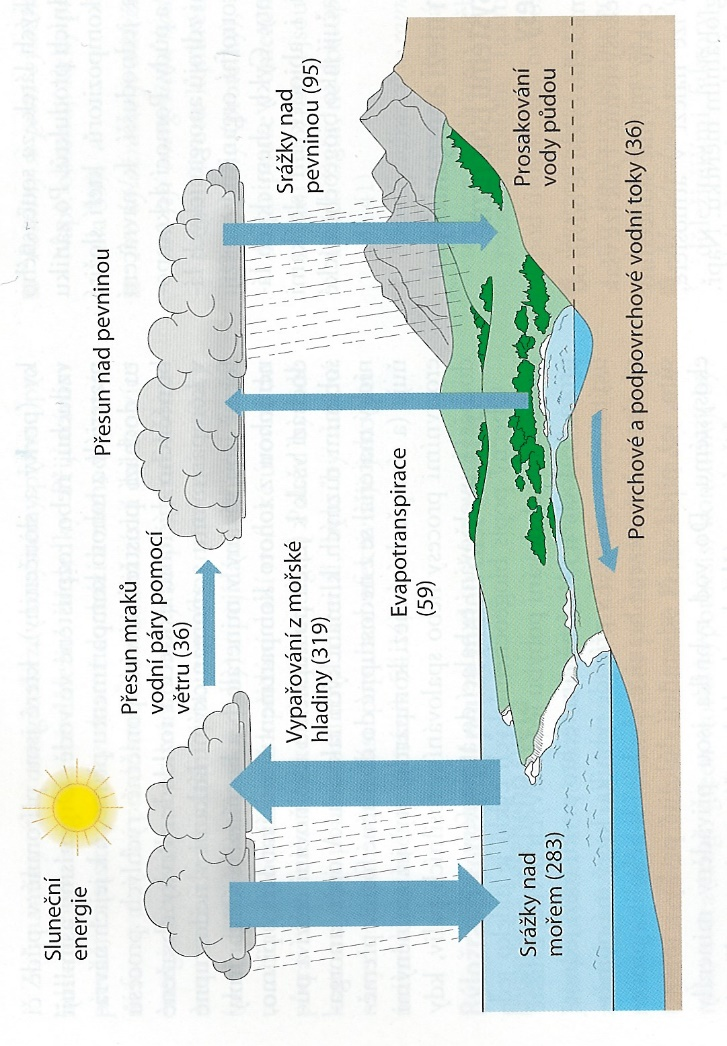 Sluneční
energie
Přesun mraků
vodní páry pomocí
větru (36)
Přesun nad pevninou
Vypařování z mořské
hladiny (319)
Srážky nad
pevninou (95)
Evapotranspirace
(59)
Srážky nad
mořem (283)
Prosakování
vody půdou
Povrchové a podpovrchové vodní toky (36)